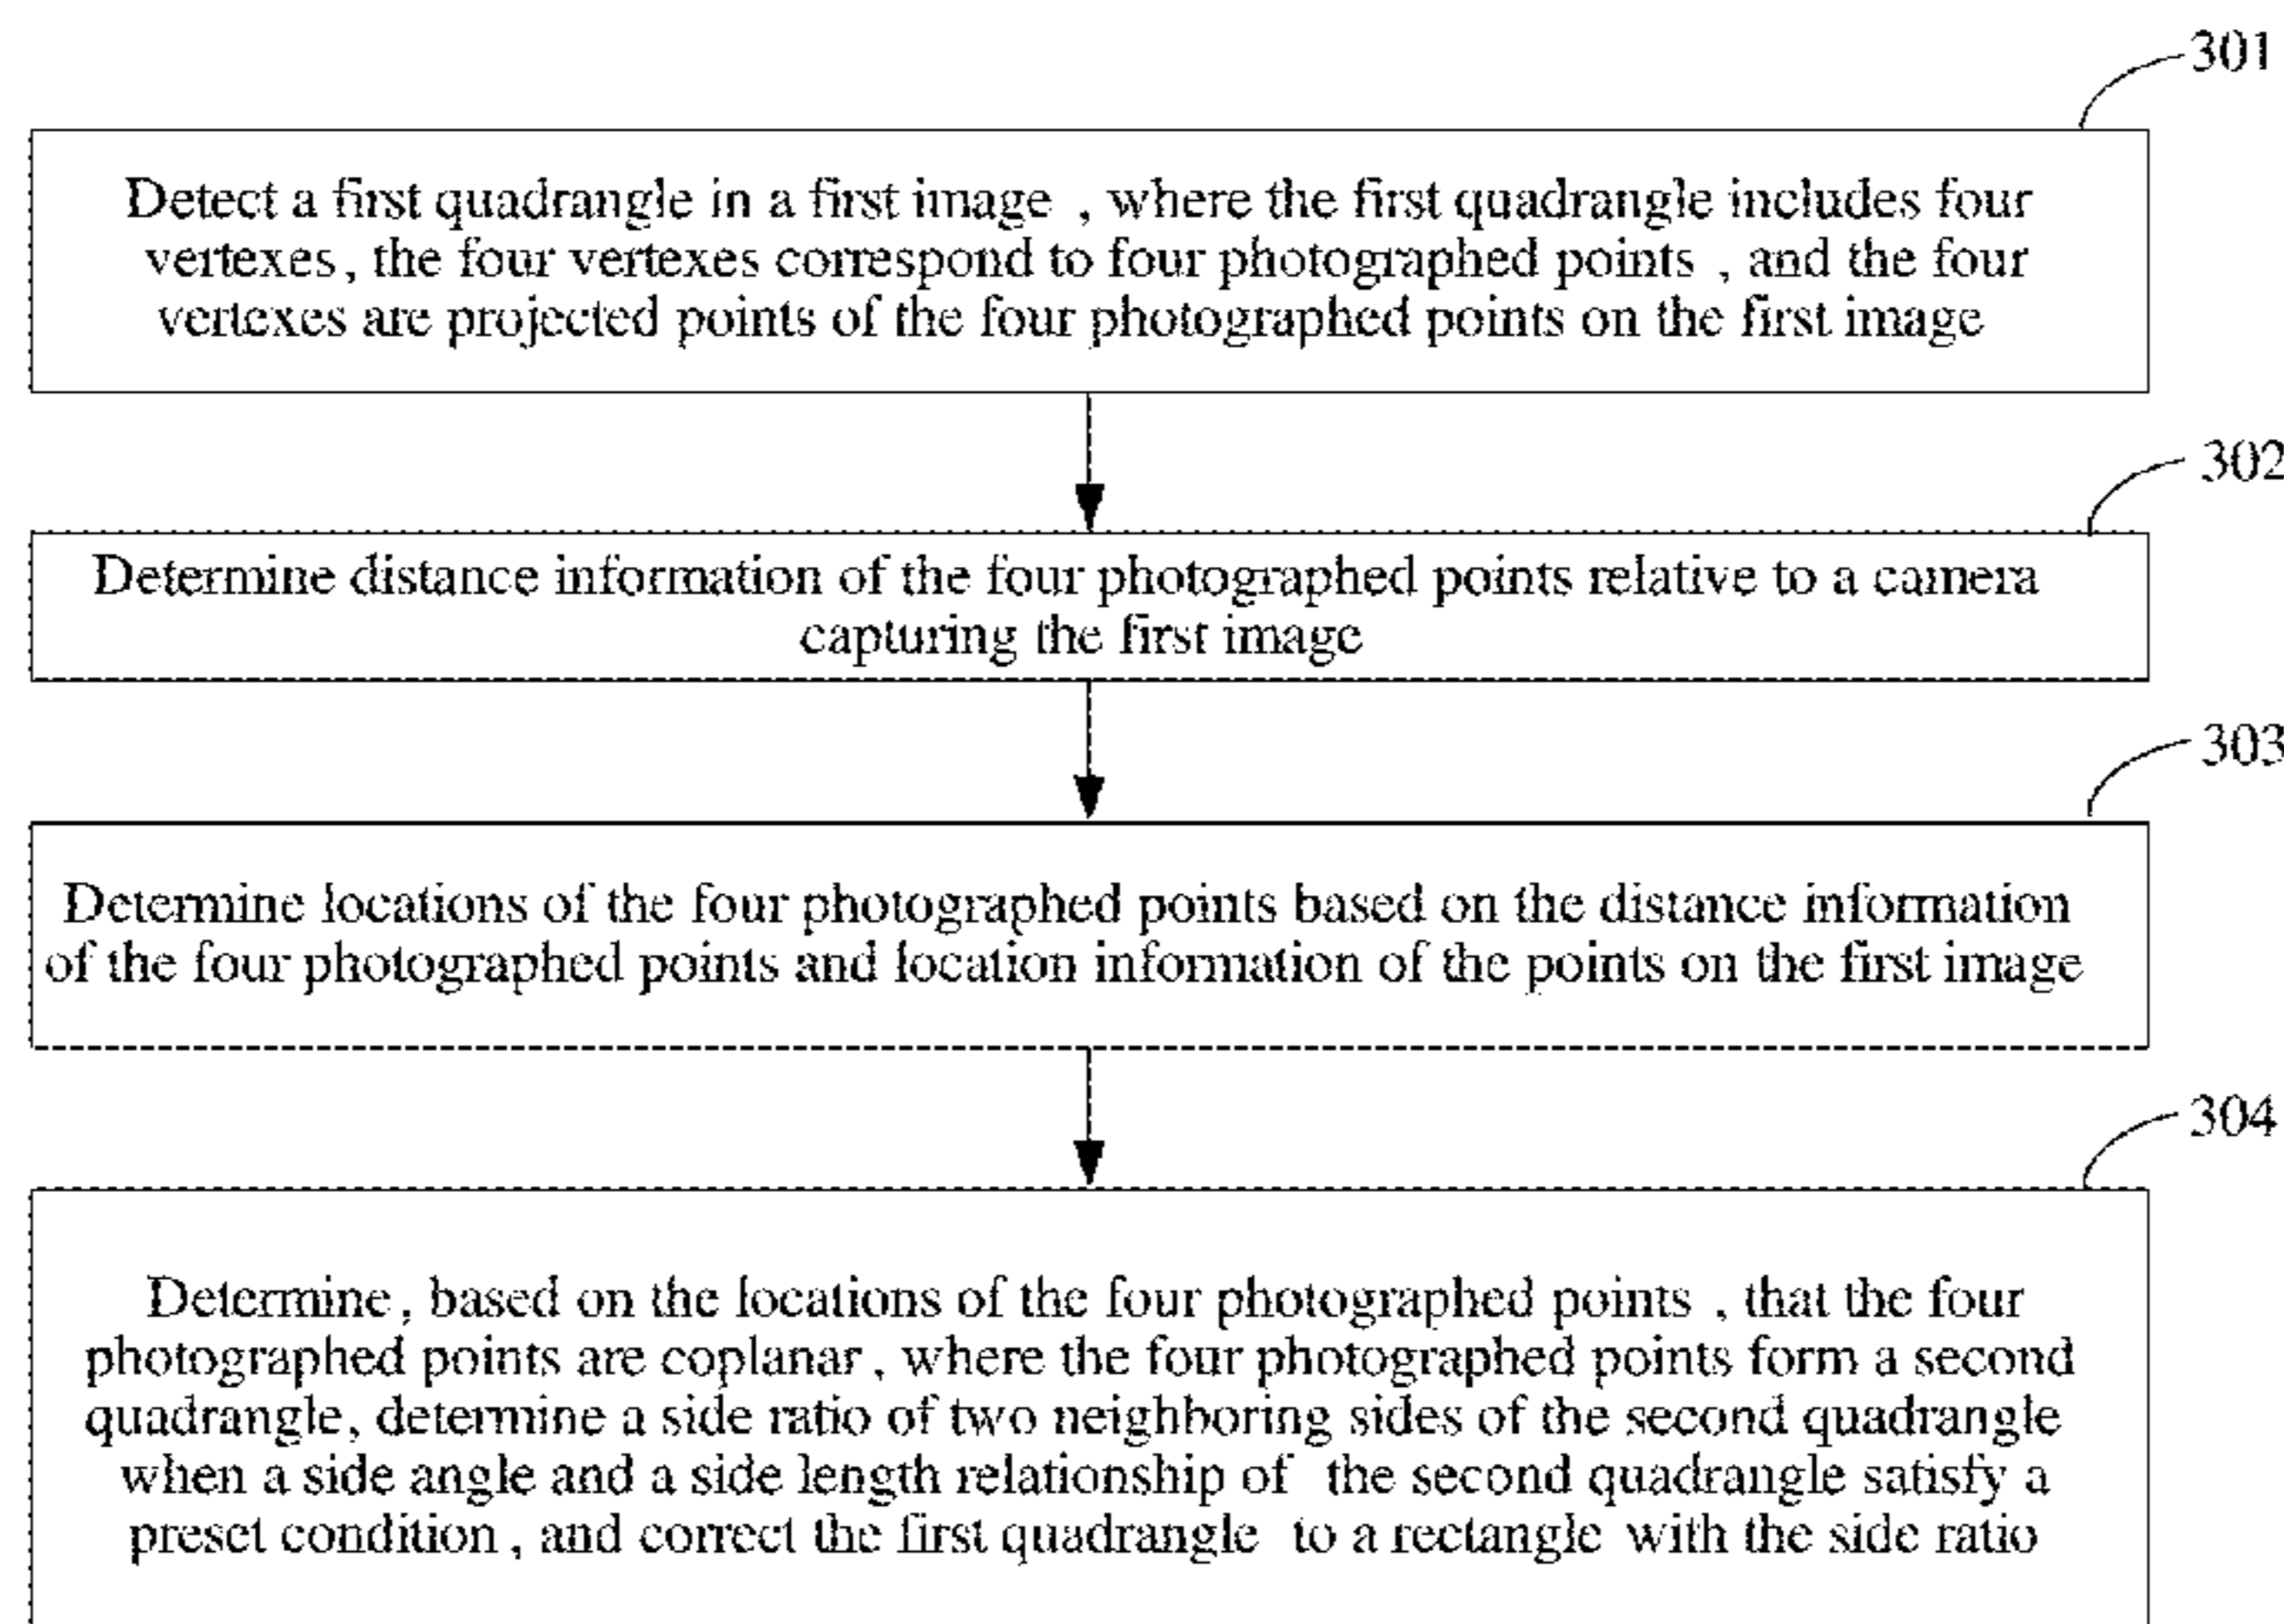 301
Detect a first quadrangle in a first image , where the first quadrangle includes four
vertexes, the four vertexes correspond to four photographed points , and the four
vertexes are projected points of the four photographed points on the first image
302
Determine distance information of the four photographed points relative to a camera
capturing the first image
303
Determine locations of the four photographed points based on the distance information
of the four photographed points and location information of the points on the first image
304
Determine, based on the locations of the four photographed points , that the four
photographed points are coplanar, where the four photographed points form a second
quadrangle, determine a side ratio of two neighboring sides of the second quadrangle
when a side angle and a side length relationship of the second quadrangle satisfy a
preset condition, and correct the first quadrangle to a rectangle with the side ratio